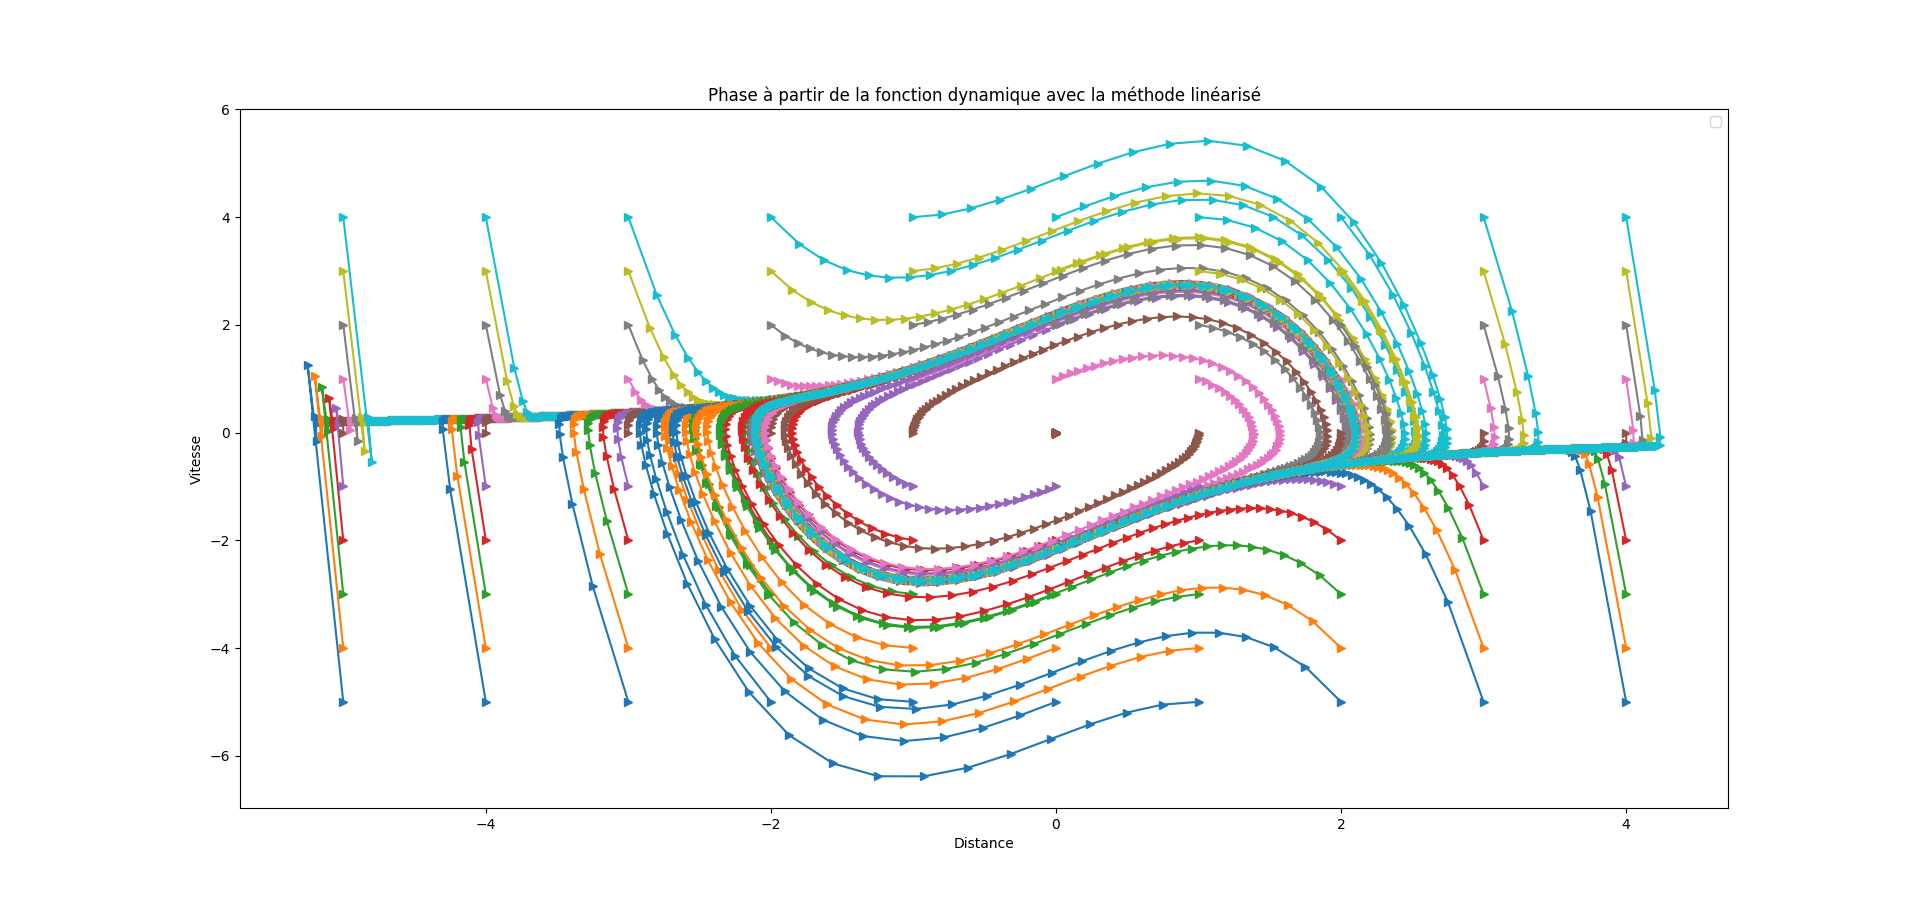 Phase à partir de la fonction dynamique avec la méthode linéarisé
6
4
2
0
−2
−4
−6
Vitesse
−4 −2 0 2 4
Distance